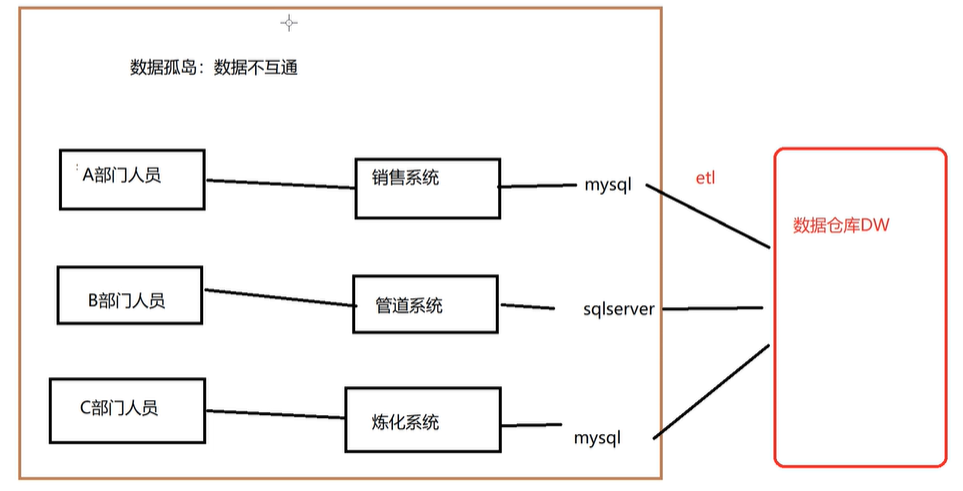 数据孤岛：数据不互通
A部门人员
销售系统
mysql
etl
数据仓库DW
B部门人员
管道系统
sqlserver
C部门人员
炼化系统
mysql